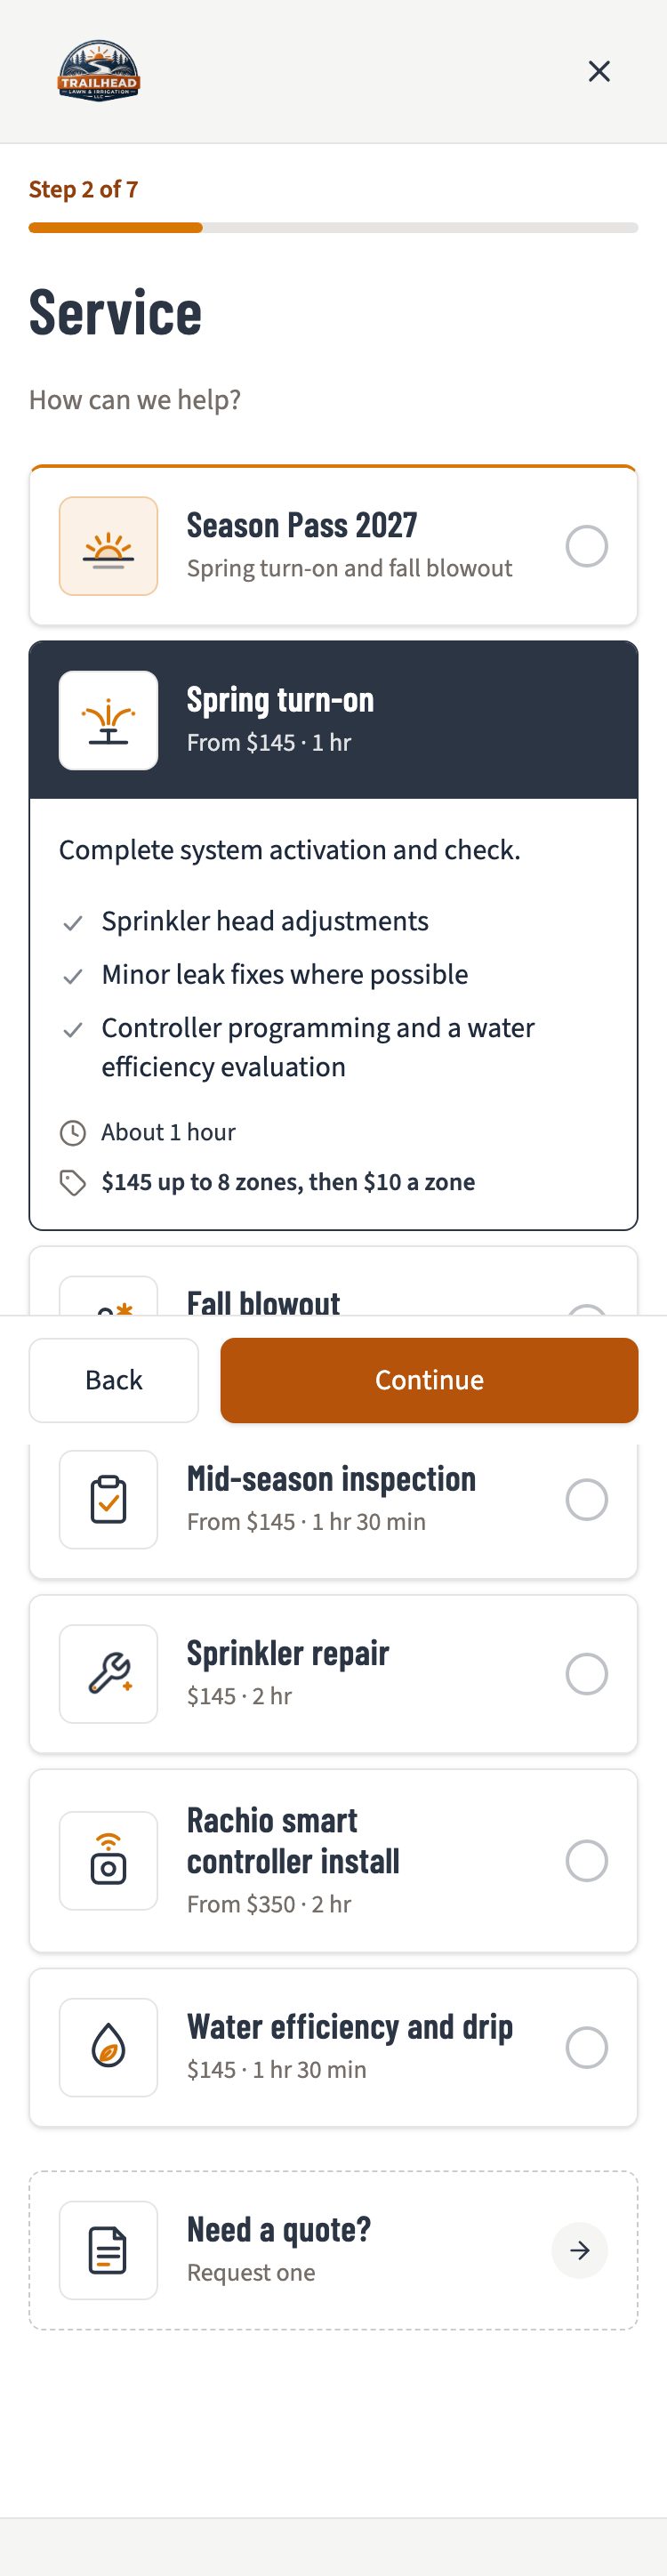 TRAILHEAD
LAWN & IRRIGATION
LLC
Step 2 of 7
Service
How can we help?
Season Pass 2027
Spring turn-on and fall blowout
Spring turn-on
From $145 · 1 hr
Complete system activation and check.
Sprinkler head adjustments
Minor leak fixes where possible
Controller programming and a water
efficiency evaluation
About 1 hour
$145 up to 8 zones, then $10 a zone
Fall blowout
Back
Continue
Mid-season inspection
From $145 · 1 hr 30 min
Sprinkler repair
$145 · 2 hr
Rachio smart
controller install
From $350 · 2 hr
Water efficiency and drip
$145 · 1 hr 30 min
Need a quote?
Request one